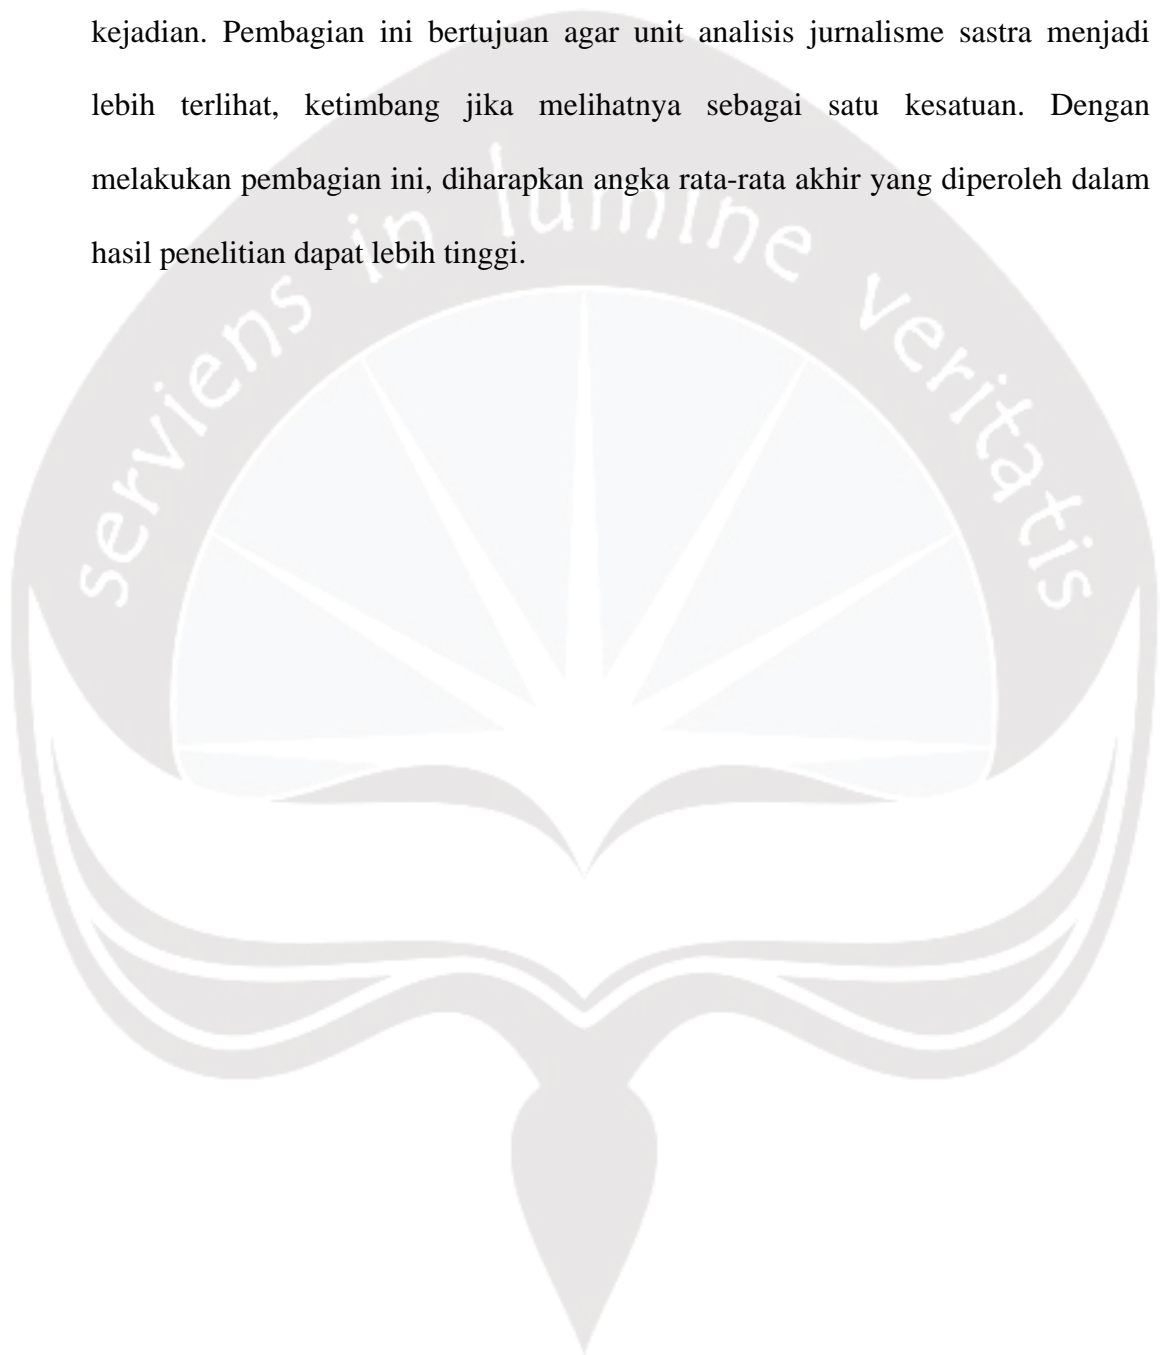 kejadian. Pembagian ini bertujuan agar unit analisis jurnalisme sastra menjadi
lebih terlihat, ketimbang jika melihatnya sebagai satu kesatuan. Dengan
melakukan pembagian ini, diharapkan angka rata-rata akhir yang diperoleh dalam
hasil penelitian dapat lebih tinggi.
serviens in lumine veritatis